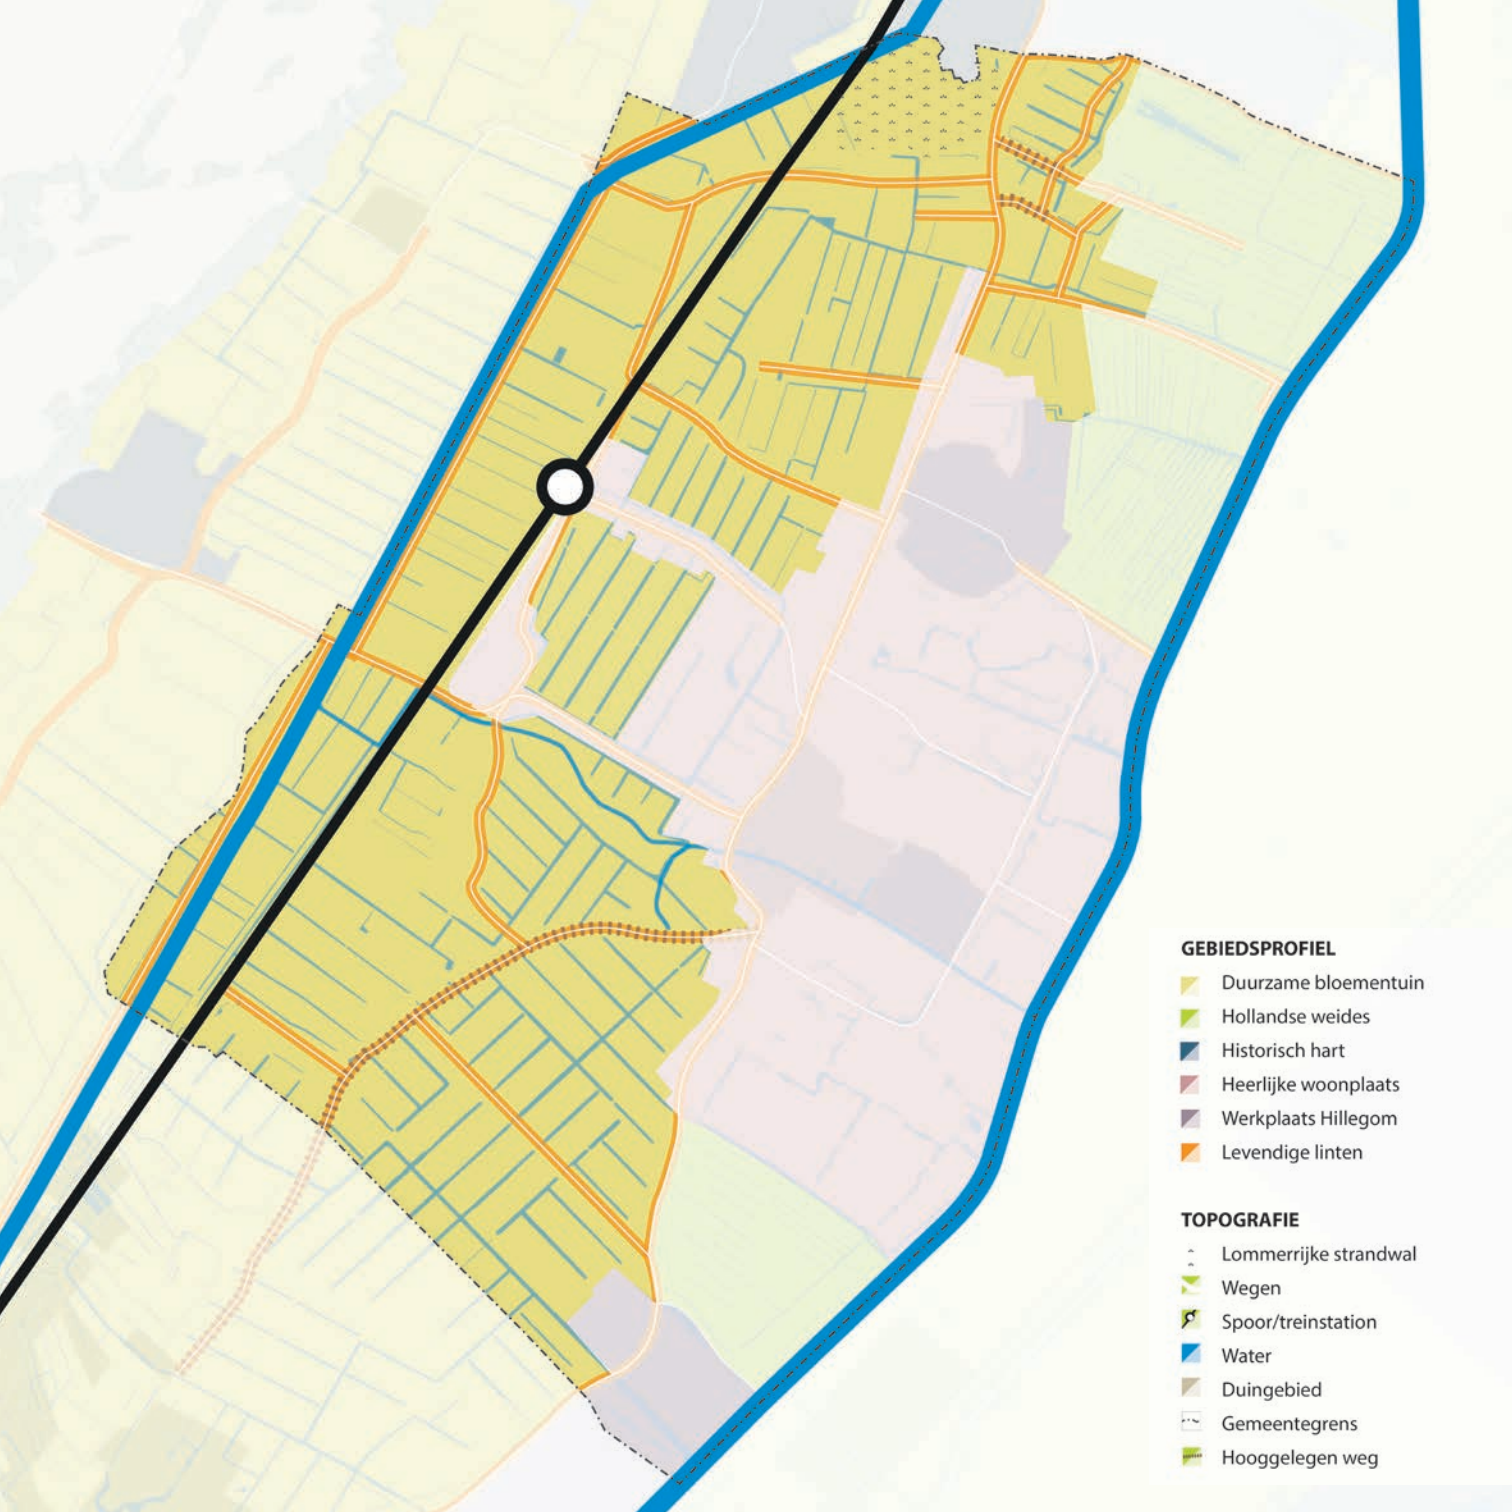 GEBIEDSPROFIEL
Duurzame bloementuin
Hollandse weides
Historisch hart
Heerlijke woonplaats
Werkplaats Hillegom
Levendige linten
TOPOGRAFIE
Lommerrijke strandwal
Wegen
Spoor/treinstation
Water
Duingebied
Gemeentegrens
Hooggelegen weg